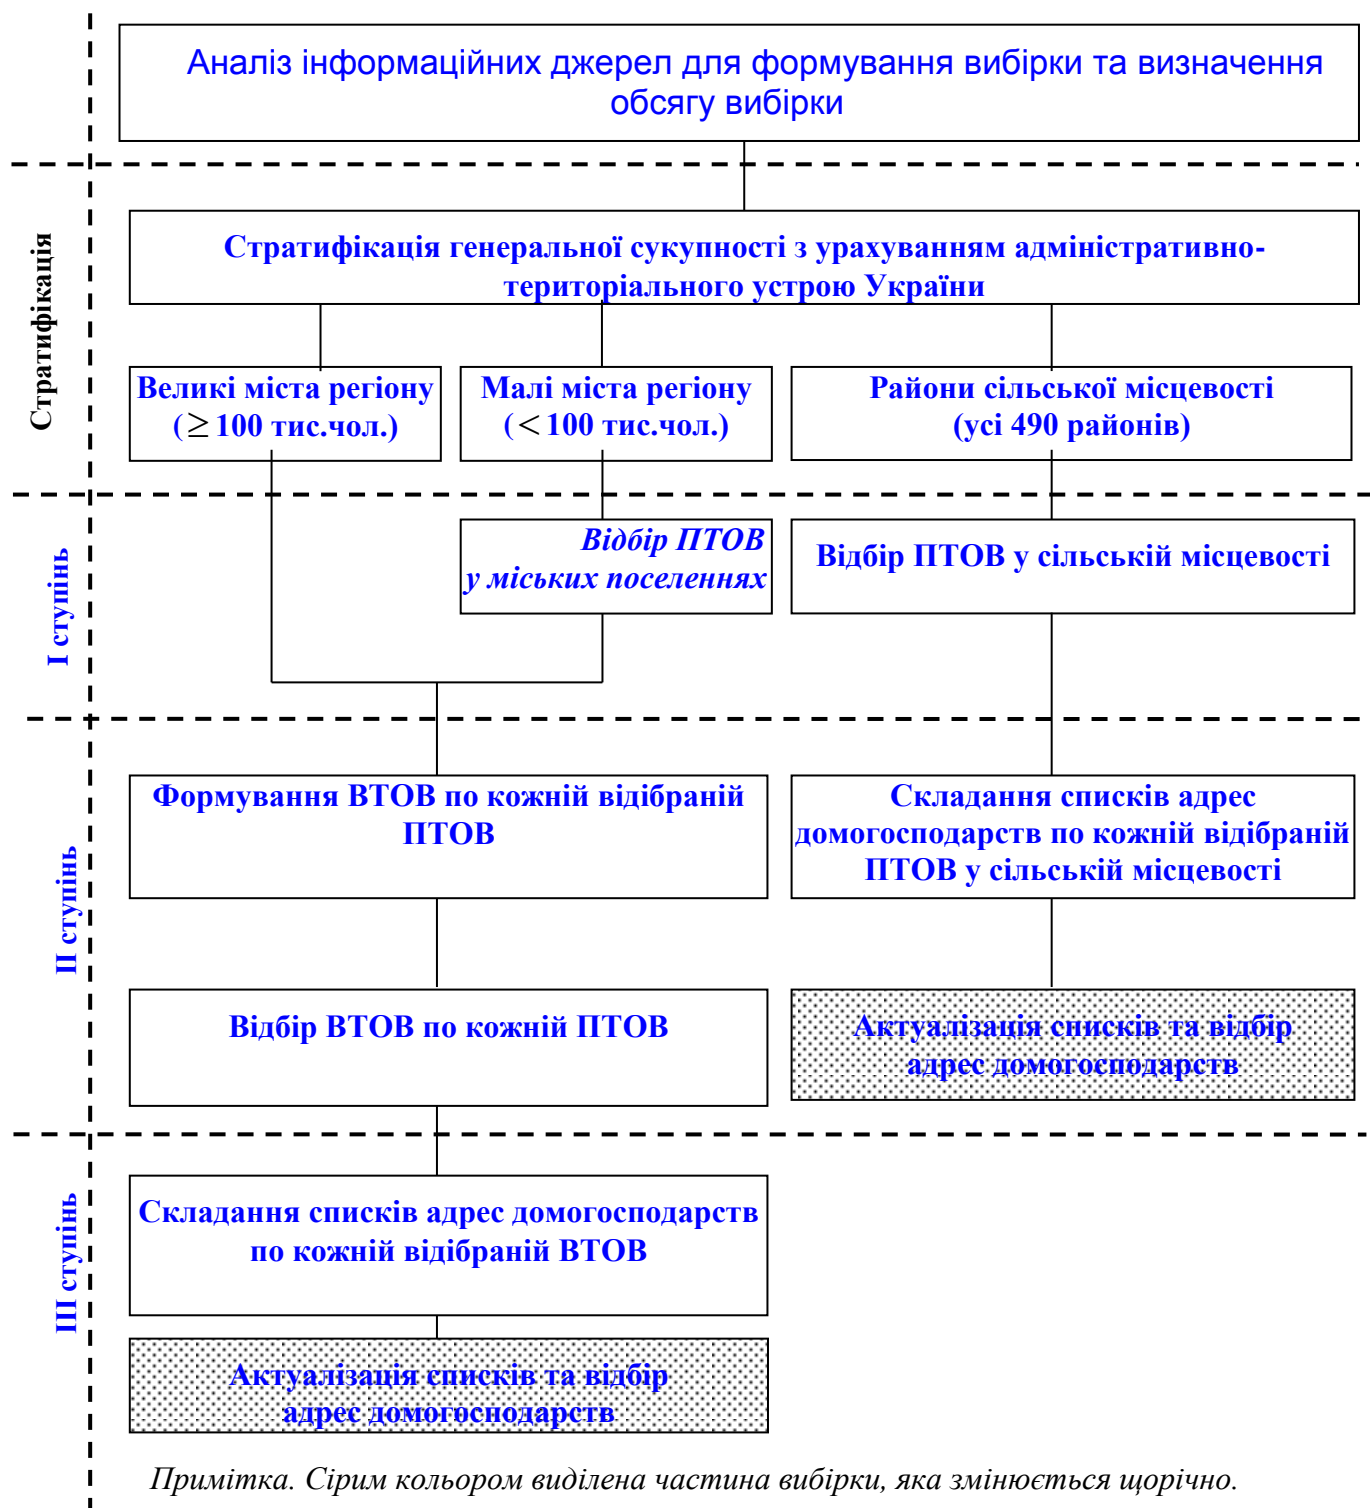 Аналіз інформаційних джерел для формування вибірки та визначення
обсягу вибірки
Стратифікація
Стратифікація генеральної сукупності з урахуванням адміністративно-
територіального устрою України
Великі міста регіону
(≥100 тис.чол.)
Малі міста регіону
(<100 тис.чол.)
Райони сільської місцевості
(усі 490 районів)
І ступінь
Відбір ПТОВ
у міських поселеннях
Відбір ПТОВ у сільській місцевості
ІІ ступінь
Формування ВТОВ по кожній відібраній
ПТОВ
Складання списків адрес
домогосподарств по кожній відібраній
ПТОВ у сільській місцевості
Відбір ВТОВ по кожній ПТОВ
Актуалізація списків та відбір
адрес домогосподарств
ІІІ ступінь
Складання списків адрес домогосподарств
по кожній відібраній ВТОВ
Актуалізація списків та відбір
адрес домогосподарств
Примітка. Сірим кольором виділена частина вибірки, яка змінюється щорічно.